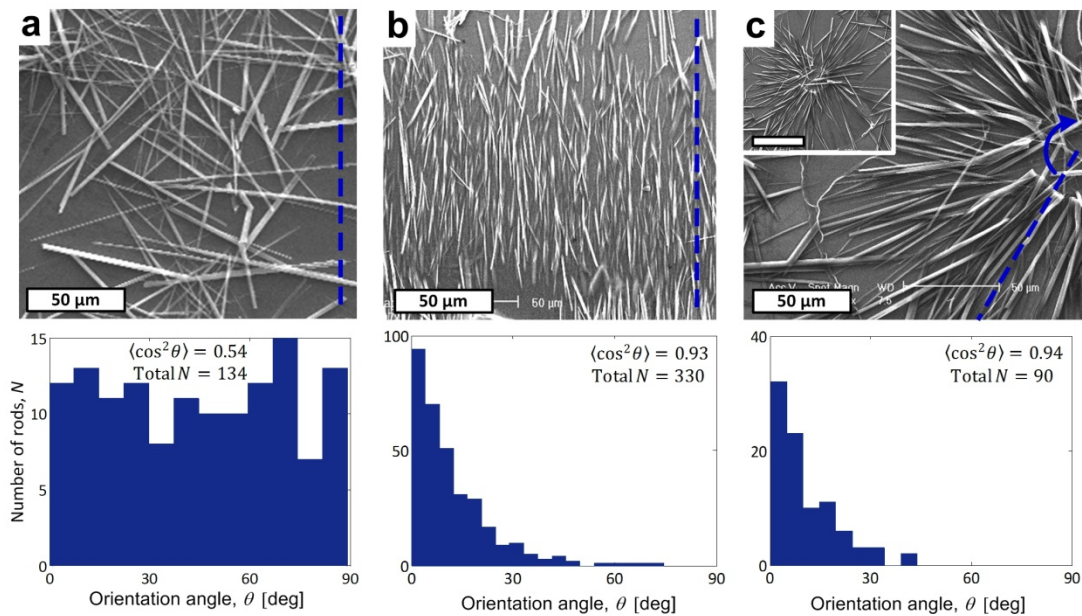 a
50 μm
b
50 μm
50 μm
c
Acc.V Spot Magn WD
7.6
50 μm
50 μm
15
10
5
0
0
30
60
90
Number of rods, N
Orientation angle, θ [deg]
⟨cos²θ⟩ = 0.54
Total N = 134
100
50
0
0
30
60
90
Orientation angle, θ [deg]
⟨cos²θ⟩ = 0.93
Total N = 330
40
20
0
0
30
60
90
Orientation angle, θ [deg]
⟨cos²θ⟩ = 0.94
Total N = 90